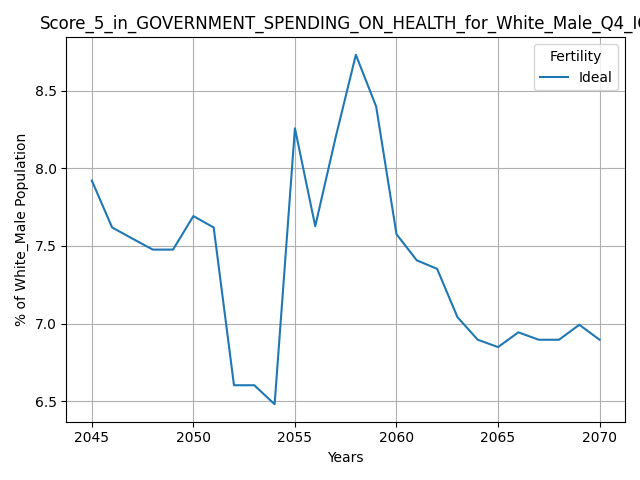 Score_5_in_GOVERNMENT_SPENDING_ON_HEALTH_for_White_Male_Q4_
Fertility
Ideal
8.5
8.0
7.5
7.0
6.5
% of White_Male Population
2045
2050
2055
2060
2065
2070
Years